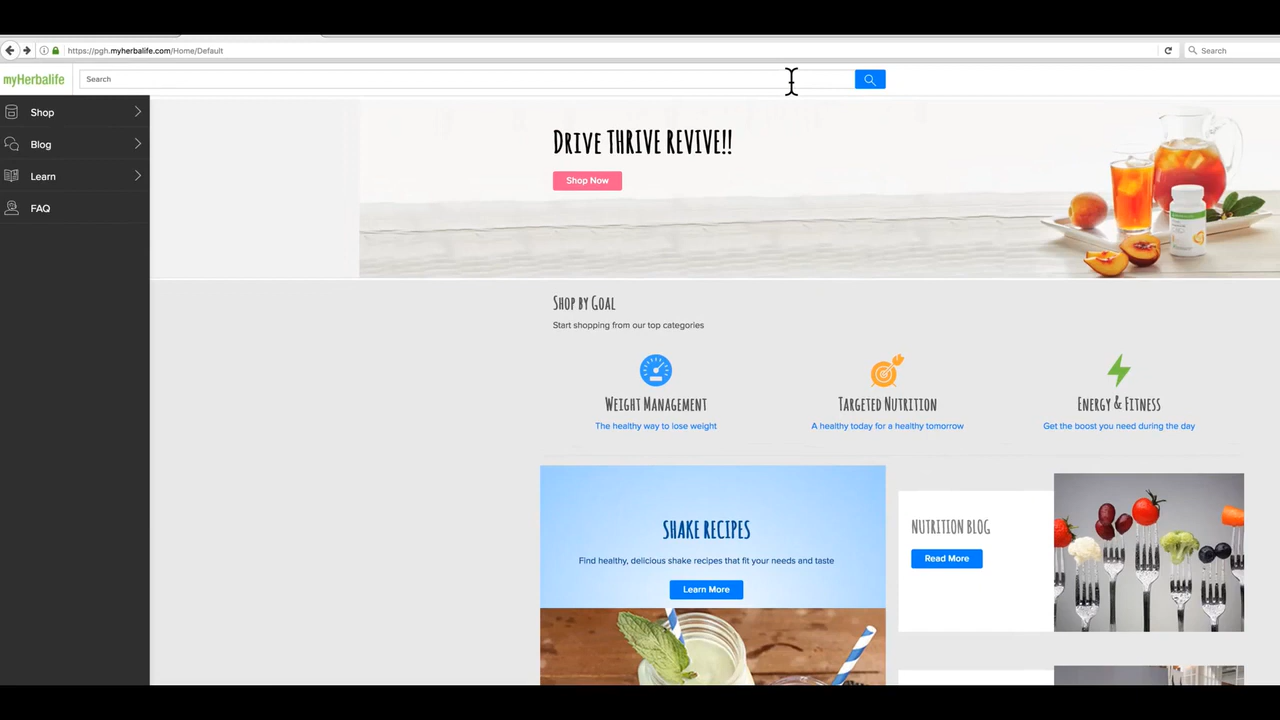 https://pgh.myherbalife.com/Home/Default
Search
myHerbalife
Search
Shop
Blog
Learn
FAQ
Drive THRIVE REVIVE!!
Shop Now
Shop by Goal
Start shopping from our top categories
Weight Management
The healthy way to lose weight
Targeted Nutrition
A healthy today for a healthy tomorrow
Energy & Fitness
Get the boost you need during the day
SHAKE RECIPES
Find healthy, delicious shake recipes that fit your needs and taste
Learn More
NUTRITION BLOG
Read More